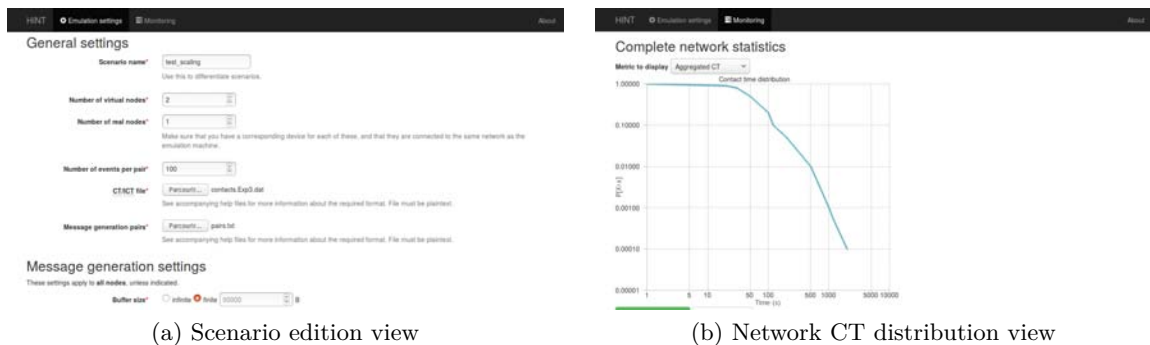 HINT Emulation settings Monitoring About
General settings
Scenario name* test_scaling
Use this to differentiate scenarios.
Number of virtual nodes* 2
Number of real nodes* 1
Make sure that you have a corresponding device for each of these, and that they are connected to the same network as the
emulation machine.
Number of events per pair* 100
CT/ICT file* Parcourir... contacts.Exp3.dat
See accompanying help files for more information about the required format. File must be plaintext.
Message generation pairs* Parcourir... pairs.txt
See accompanying help files for more information about the required format. File must be plaintext.
Message generation settings
These settings apply to all nodes, unless indicated.
Buffer size* infinite finite B
(a) Scenario edition view
HINT Emulation settings Monitoring About
Complete network statistics
Metric to display Aggregated CT
Contact time distribution
1.00000
0.10000
0.01000
P[X>x]
0.00100
0.00010
0.00001
1 5 10 50 100 500 1000 5000 10000
Time (s)
(b) Network CT distribution view